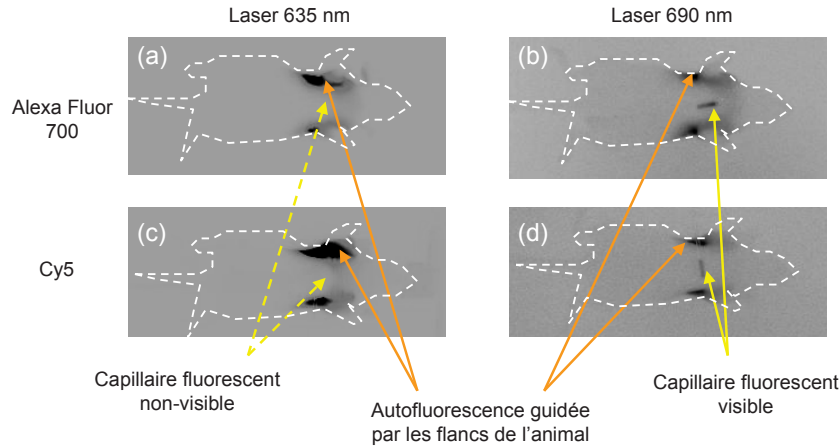 Laser 635 nm
Laser 690 nm
Alexa Fluor
700
(a)
(b)
Cy5
(c)
(d)
Capillaire fluorescent
non-visible
Autofluorescence guidée
par les flancs de l'animal
Capillaire fluorescent
visible